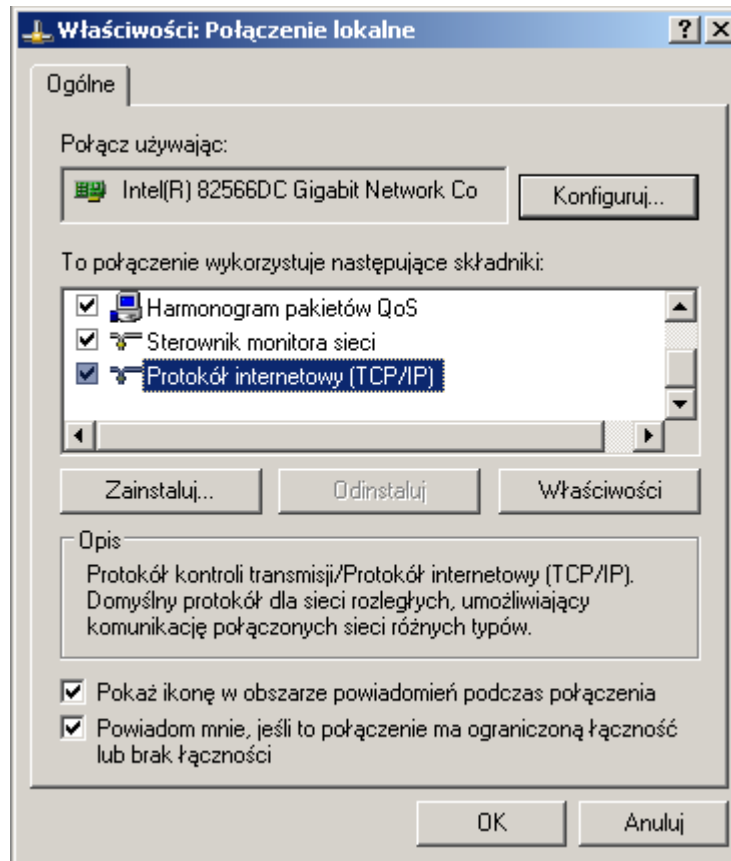 Właściwości: Połączenie lokalne
Ogólne
Połącz używając:
Intel(R) 82566DC Gigabit Network Co
Konfiguruj...
To połączenie wykorzystuje następujące składniki:
Harmonogram pakietów QoS
Sterownik monitora sieci
Protokół internetowy (TCP/IP)
Zainstaluj...
Odinstaluj
Właściwości
Opis
Protokół kontroli transmisji/Protokół internetowy (TCP/IP).
Domyślny protokół dla sieci rozległych, umożliwiający
komunikację połączonych sieci różnych typów.
Pokaż ikonę w obszarze powiadomień podczas połączenia
Powiadom mnie, jeśli to połączenie ma ograniczoną łączność
lub brak łączności
OK
Anuluj